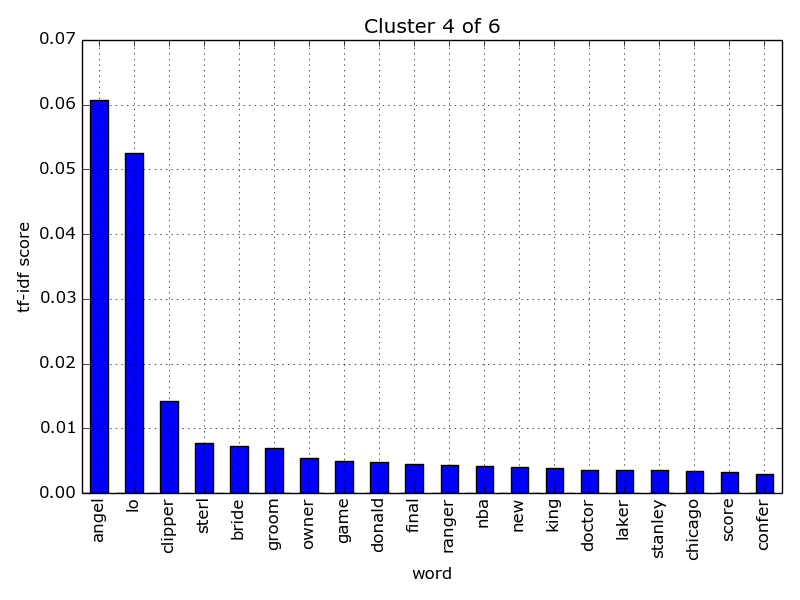 Cluster 4 of 6
0.07
0.06
0.05
0.04
0.03
0.02
0.01
0.00
tf-idf score
angel
lo
clipper
sterl
bride
groom
owner
game
donald
final
ranger
nba
new
king
doctor
laker
stanley
chicago
score
confer
word